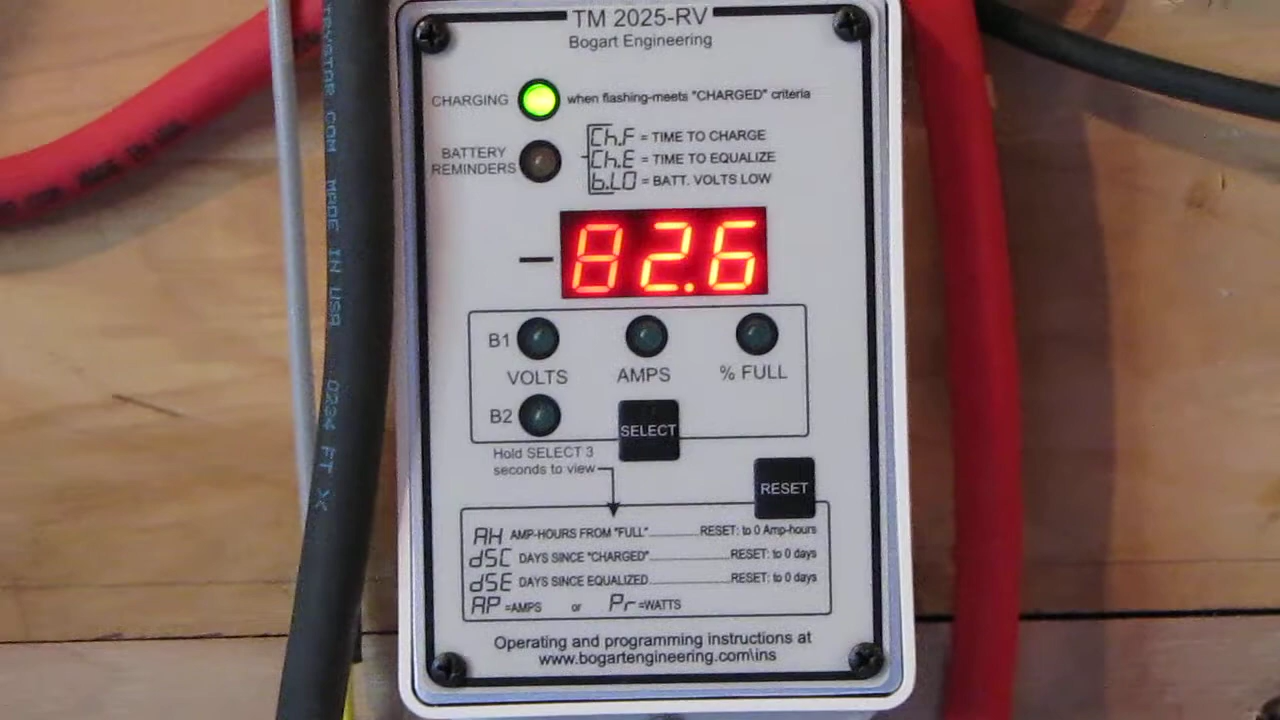 TM 2025-RV
Bogart Engineering
CHARGING when flashing-meets "CHARGED" criteria
Ch.F = TIME TO CHARGE
BATTERY REMINDERS
Ch.E = TIME TO EQUALIZE
b.LO = BATT. VOLTS LOW
82.6
B1
VOLTS AMPS % FULL
B2
SELECT
Hold SELECT 3
seconds to view
RESET
AH AMP-HOURS FROM "FULL" RESET: to 0 Amp-hours
dSC DAYS SINCE "CHARGED" RESET: to 0 days
dSE DAYS SINCE EQUALIZED RESET: to 0 days
AP =AMPS or Pr =WATTS
Operating and programming instructions at
www.bogartengineering.com\ins
TRYSTAR.COM MADE IN USA 0234 FT X